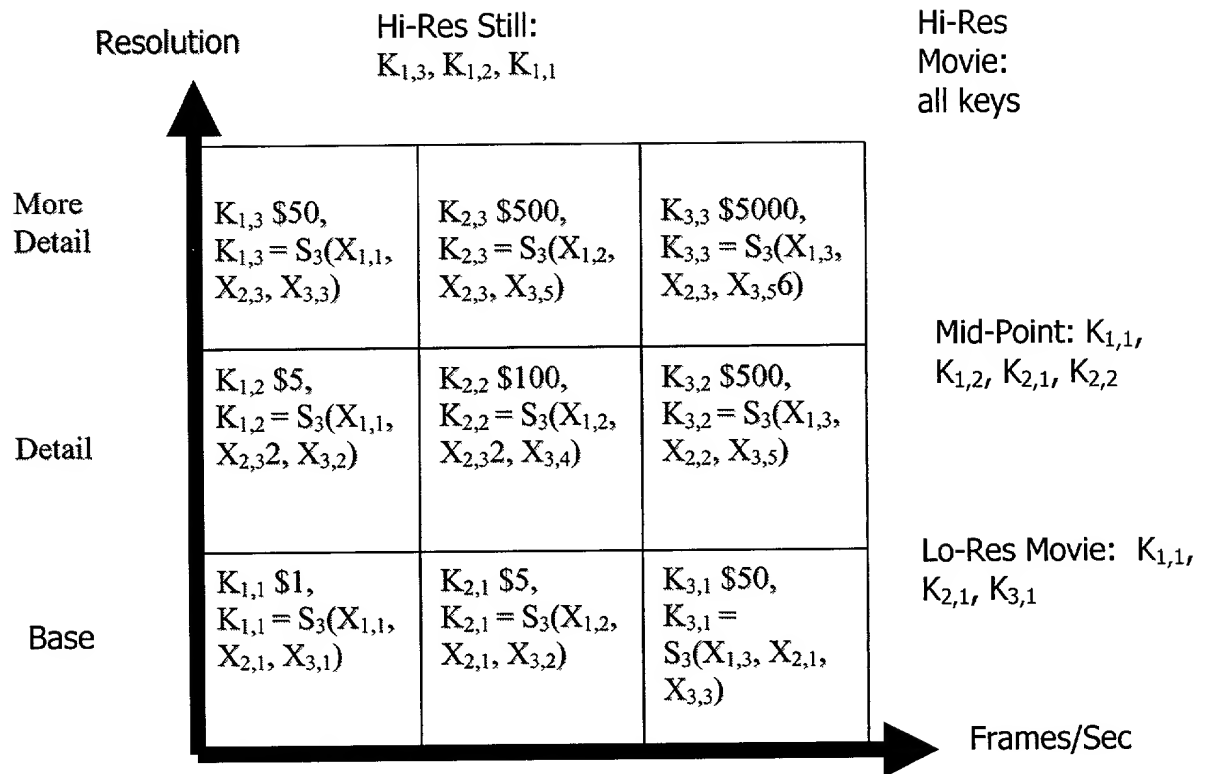 Resolution
Hi-Res Still:
K1,3, K1,2, K1,1
Hi-Res
Movie:
all keys
More
Detail
K1,3 $50,
K1,3 = S3(X1,1,
X2,3, X3,3)
K2,3 $500,
K2,3 = S3(X1,2,
X2,3, X3,5)
K3,3 $5000,
K3,3 = S3(X1,3,
X2,3, X3,56)
Mid-Point: K1,1,
K1,2, K2,1, K2,2
Detail
K1,2 $5,
K1,2 = S3(X1,1,
X2,32, X3,2)
K2,2 $100,
K2,2 = S3(X1,2,
X2,32, X3,4)
K3,2 $500,
K3,2 = S3(X1,3,
X2,2, X3,5)
Lo-Res Movie: K1,1,
K2,1, K3,1
Base
K1,1 $1,
K1,1 = S3(X1,1,
X2,1, X3,1)
K2,1 $5,
K2,1 = S3(X1,2,
X2,1, X3,2)
K3,1 $50,
K3,1 =
S3(X1,3, X2,1,
X3,3)
Frames/Sec